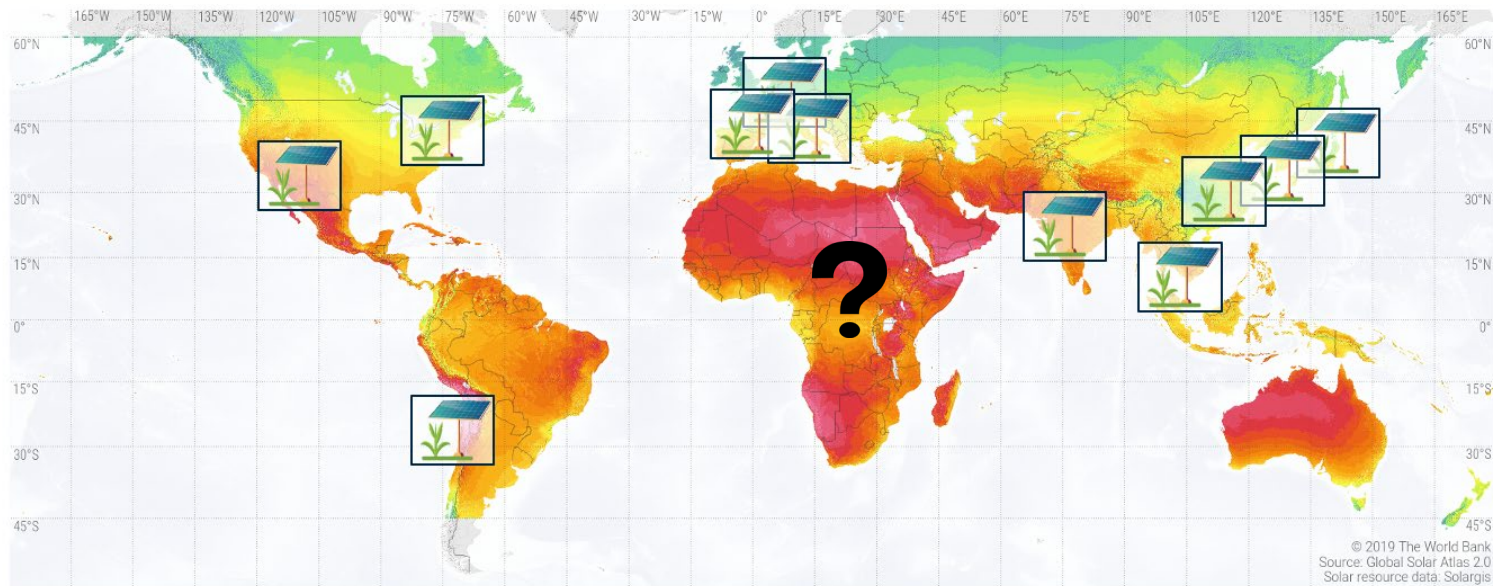 165°W 150°W 135°W 120°W 105°W 90°W 75°W 60°W 45°W 30°W 15°W 0° 15°E 30°E 45°E 60°E 75°E 90°E 105°E 120°E 135°E 150°E 165°E
60°N 60°N
45°N 45°N
30°N 30°N
15°N 15°N
?
0° 0°
15°S 15°S
30°S 30°S
45°S 45°S
© 2019 The World Bank
Source: Global Solar Atlas 2.0
Solar resource data: Solargis